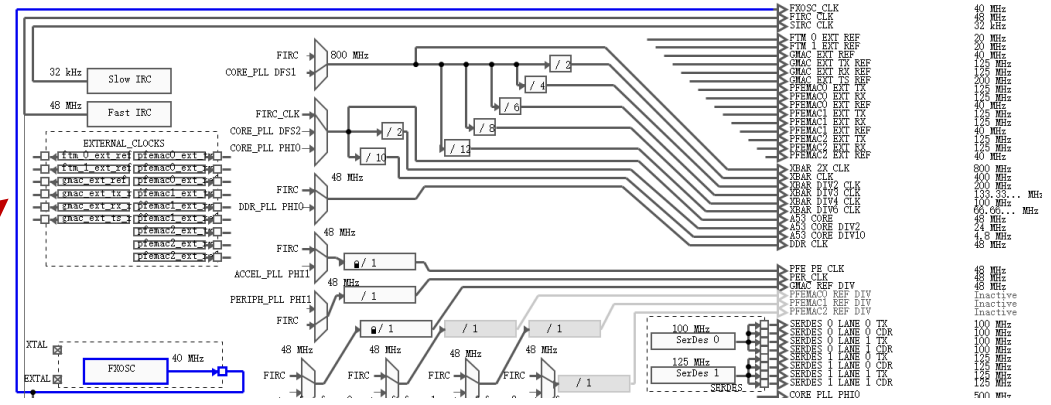 FXOSC_CLK 40 MHz
FIRC CLK 48 MHz
SIRC CLK 32 kHz
FTM 0 EXT REF 20 MHz
FTM 1 EXT REF 20 MHz
GMAC EXT REF 40 MHz
GMAC EXT TX REF 125 MHz
GMAC EXT RX REF 125 MHz
GMAC EXT TS REF 200 MHz
PFEMAC0 EXT TX 125 MHz
PFEMAC0 EXT RX 125 MHz
PFEMAC0 EXT REF 40 MHz
PFEMAC1 EXT TX 125 MHz
PFEMAC1 EXT RX 125 MHz
PFEMAC1 EXT REF 40 MHz
PFEMAC2 EXT TX 125 MHz
PFEMAC2 EXT RX 125 MHz
PFEMAC2 EXT REF 40 MHz
XBAR 2X CLK 800 MHz
XBAR CLK 400 MHz
XBAR DIV2 CLK 200 MHz
XBAR DIV3 CLK 133.33... MHz
XBAR DIV4 CLK 100 MHz
XBAR DIV6 CLK 66.66... MHz
A53 CORE 48 MHz
A53 CORE DIV2 24 MHz
A53 CORE DIV10 4.8 MHz
DDR CLK 48 MHz
PFE PE CLK 48 MHz
PER_CLK 48 MHz
GMAC REF DIV 48 MHz
PFEMAC0 REF DIV Inactive
PFEMAC1 REF DIV Inactive
PFEMAC2 REF DIV Inactive
SERDES 0 LANE 0 TX 100 MHz
SERDES 0 LANE 0 CDR 100 MHz
SERDES 0 LANE 1 TX 100 MHz
SERDES 0 LANE 1 CDR 100 MHz
SERDES 1 LANE 0 TX 125 MHz
SERDES 1 LANE 0 CDR 125 MHz
SERDES 1 LANE 1 TX 125 MHz
SERDES 1 LANE 1 CDR 125 MHz
CORE PLL PHI0 500 MHz
32 kHz
Slow IRC
48 MHz
Fast IRC
EXTERNAL_CLOCKS
ftm_0_ext_ref pfemac0_ext
ftm_1_ext_ref pfemac0_ext
gmac_ext_ref pfemac0_ext
gmac_ext_tx pfemac1_ext
gmac_ext_rx pfemac1_ext
gmac_ext_ts pfemac1_ext
pfemac2_ext
pfemac2_ext
pfemac2_ext
XTAL
EXTAL
FXOSC
40 MHz
FIRC
CORE_PLL DFS1
800 MHz
/ 2
/ 4
/ 6
/ 8
/ 12
FIRC_CLK
CORE_PLL DFS2
CORE_PLL PHI0
/ 2
/ 10
48 MHz
FIRC
DDR_PLL PHI0
48 MHz
FIRC
ACCEL_PLL PHI1
/ 1
48 MHz
PERIPH_PLL PHI1
FIRC
/ 1
/ 1
/ 1
/ 1
48 MHz 48 MHz 48 MHz 48 MHz
FIRC FIRC FIRC FIRC
/ 1
100 MHz
SerDes 0
125 MHz
SerDes 1
SERDES